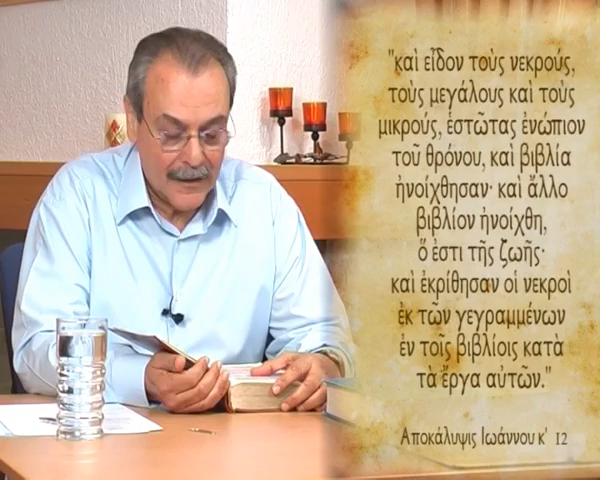 "καὶ εἶδον τοὺς νεκρούς,
τοὺς μεγάλους καὶ τοὺς
μικρούς, ἑστῶτας ἐνώπιον
τοῦ θρόνου, καὶ βιβλία
ἠνοίχθησαν· καὶ ἄλλο
βιβλίον ἠνοίχθη,
ὅ ἐστι τῆς ζωῆς·
καὶ ἐκρίθησαν οἱ νεκροὶ
ἐκ τῶν γεγραμμένων
ἐν τοῖς βιβλίοις κατὰ
τὰ ἔργα αὐτῶν."
Αποκάλυψις Ιωάννου κ' 12